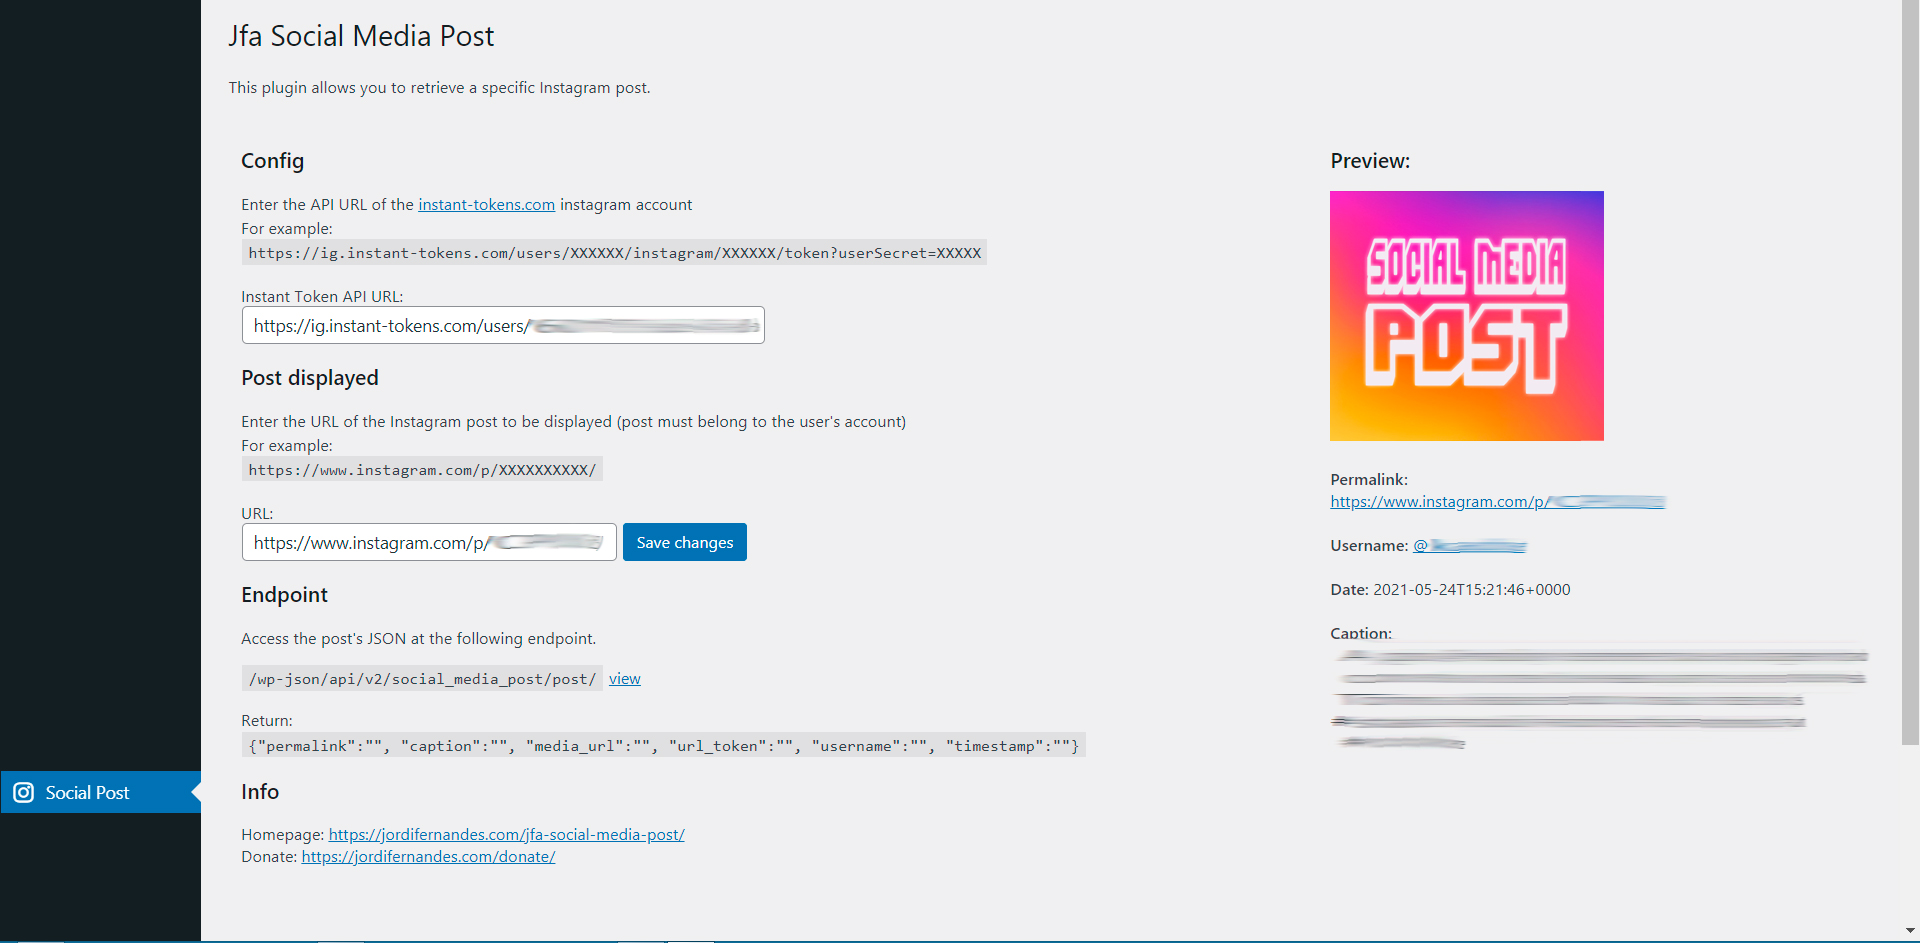 Jfa Social Media Post
This plugin allows you to retrieve a specific Instagram post.
Config
Enter the API URL of the instant-tokens.com instagram account
For example:
https://ig.instant-tokens.com/users/XXXXXX/instagram/XXXXXX/token?userSecret=XXXXX
Instant Token API URL:
https://ig.instant-tokens.com/users/
Post displayed
Enter the URL of the Instagram post to be displayed (post must belong to the user's account)
For example:
https://www.instagram.com/p/XXXXXXXXXX/
URL:
https://www.instagram.com/p/
Save changes
Endpoint
Access the post's JSON at the following endpoint.
/wp-json/api/v2/social_media_post/post/ view
Return:
{"permalink":"", "caption":"", "media_url":"", "url_token":"", "username":"", "timestamp":""}
Social Post
Info
Homepage: https://jordifernandes.com/jfa-social-media-post/
Donate: https://jordifernandes.com/donate/
Preview:
SOCIAL MEDIA
POST
Permalink:
https://www.instagram.com/p/
Username: @
Date: 2021-05-24T15:21:46+0000
Caption: